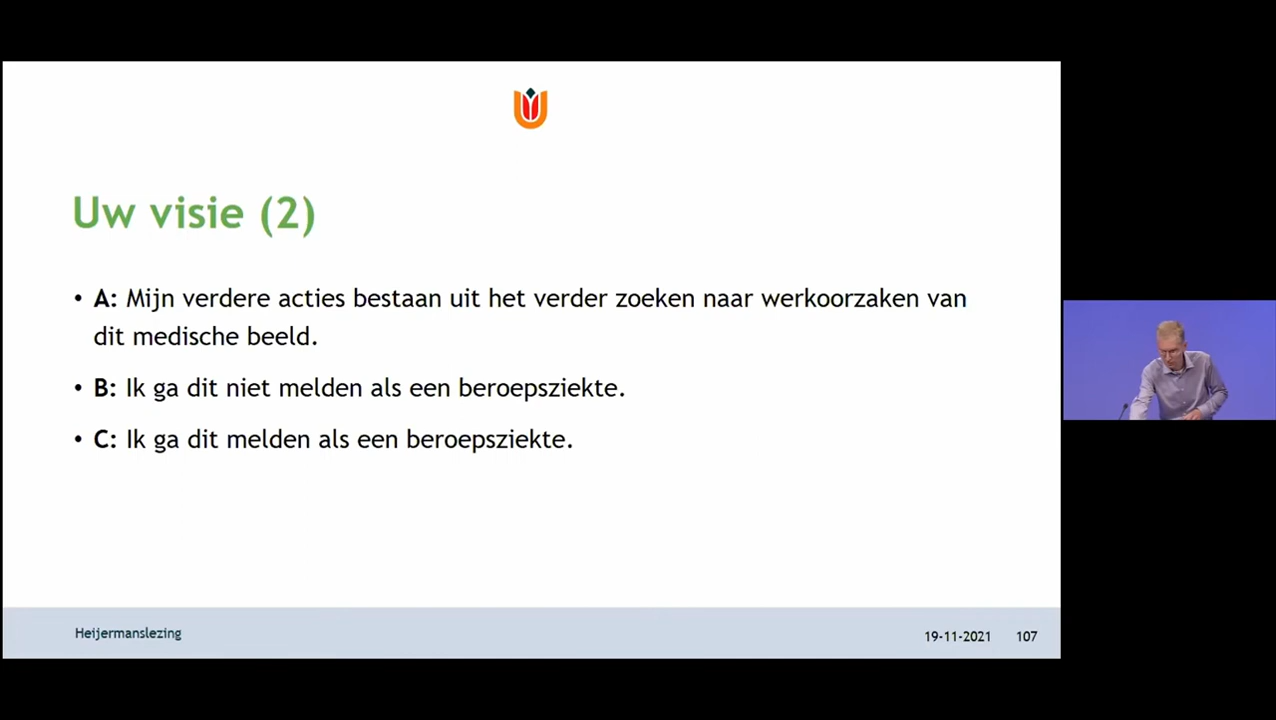 Uw visie (2)
• A: Mijn verdere acties bestaan uit het verder zoeken naar werkoorzaken van
dit medische beeld.
• B: Ik ga dit niet melden als een beroepsziekte.
• C: Ik ga dit melden als een beroepsziekte.
Heijermanslezing
19-11-2021 107